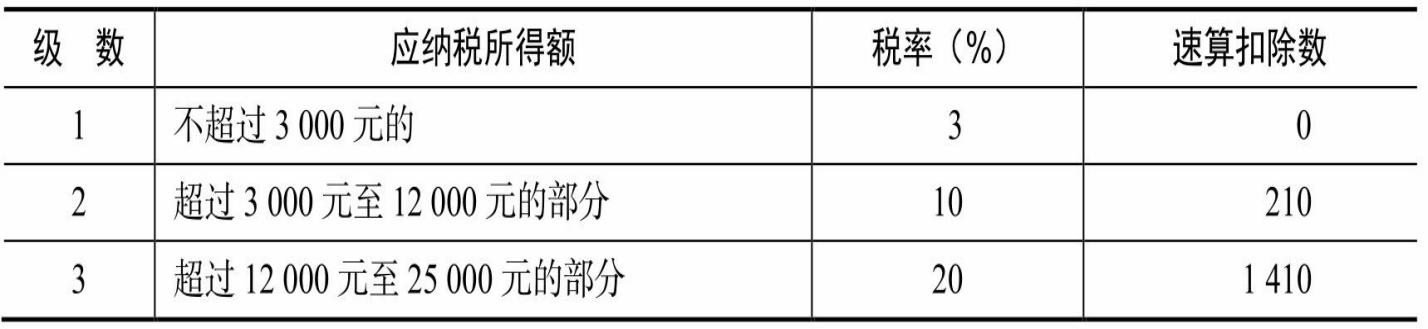 级 数 应纳税所得额 税率（%） 速算扣除数
1 不超过 3 000 元的 3 0
2 超过 3 000 元至 12 000 元的部分 10 210
3 超过 12 000 元至 25 000 元的部分 20 1 410